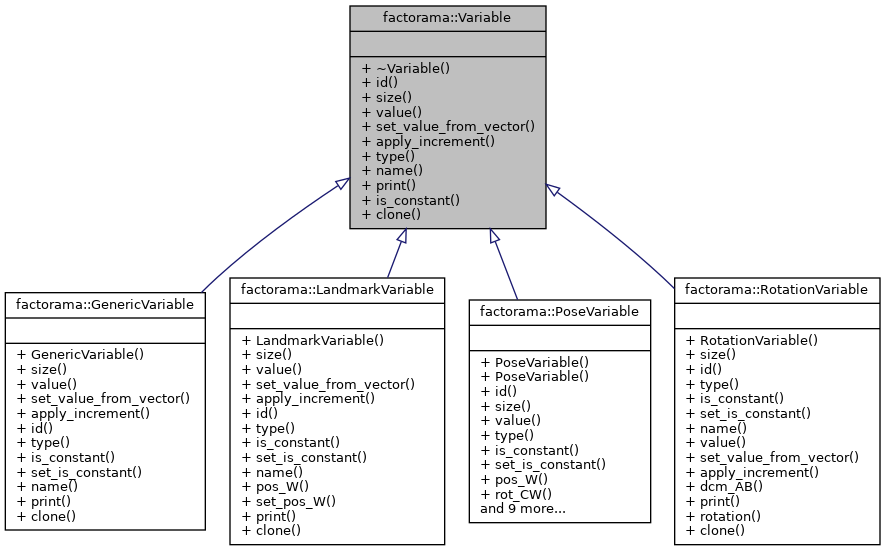 factorama::Variable
+ ~Variable()
+ id()
+ size()
+ value()
+ set_value_from_vector()
+ apply_increment()
+ type()
+ name()
+ print()
+ is_constant()
+ clone()
factorama::GenericVariable
+ GenericVariable()
+ size()
+ value()
+ set_value_from_vector()
+ apply_increment()
+ id()
+ type()
+ is_constant()
+ set_is_constant()
+ name()
+ print()
+ clone()
factorama::LandmarkVariable
+ LandmarkVariable()
+ size()
+ value()
+ set_value_from_vector()
+ apply_increment()
+ id()
+ type()
+ is_constant()
+ set_is_constant()
+ name()
+ pos_W()
+ set_pos_W()
+ print()
+ clone()
factorama::PoseVariable
+ PoseVariable()
+ PoseVariable()
+ id()
+ size()
+ value()
+ type()
+ is_constant()
+ set_is_constant()
+ pos_W()
+ rot_CW()
and 9 more...
factorama::RotationVariable
+ RotationVariable()
+ size()
+ id()
+ type()
+ is_constant()
+ set_is_constant()
+ name()
+ value()
+ set_value_from_vector()
+ apply_increment()
+ dcm_AB()
+ print()
+ rotation()
+ clone()